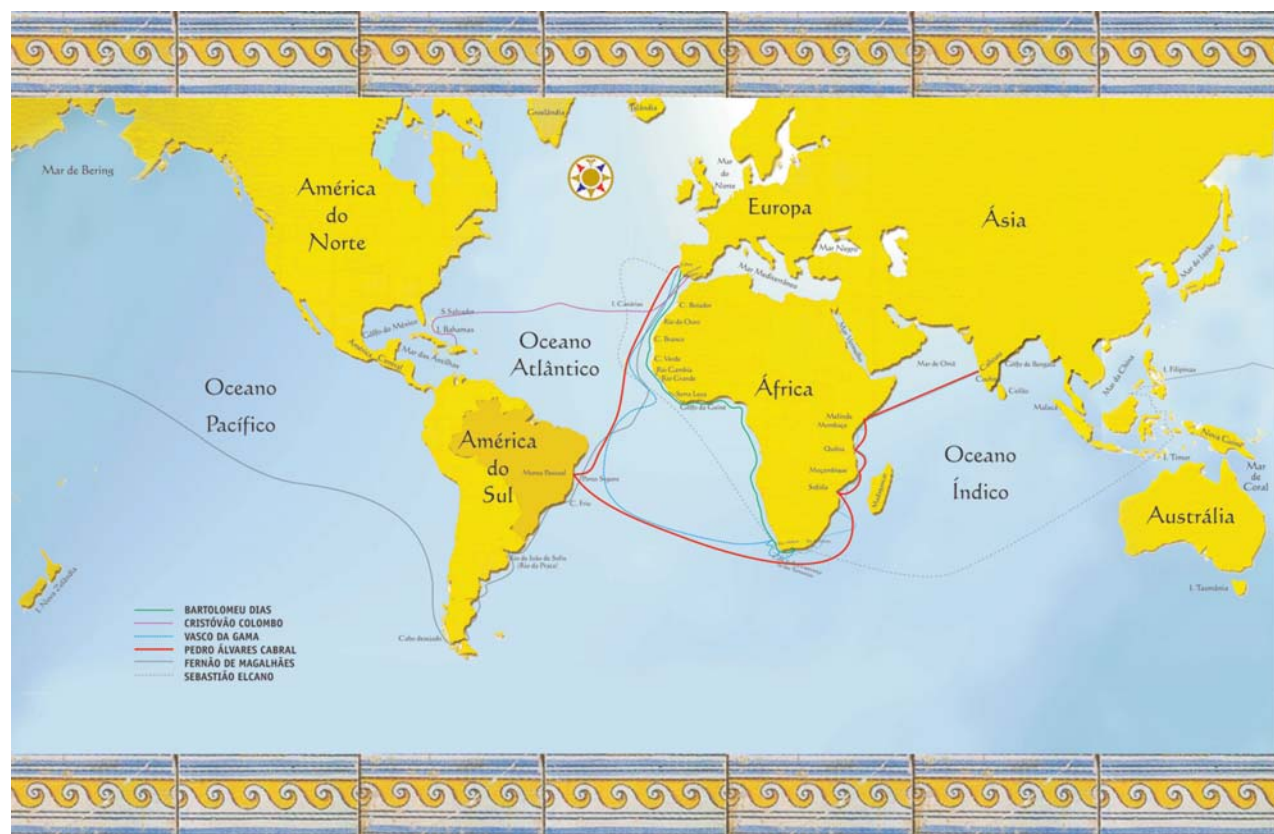 Groenlândia
Islândia
Mar de Bering
América
do
Norte
Mar
do
Norte
Europa
Ásia
Mar Negro
Mar Mediterrâneo
Mar do Japão
S. Salvador
I. Bahamas
Golfo do México
América Central
Mar das Antilhas
I. Canárias
C. Bojador
Rio do Ouro
C. Branco
C. Verde
Rio Gambia
Rio Grande
Serra Leoa
Golfo da Guiné
Oceano
Atlântico
África
Mar Vermelho
Mar de Omã
Calicute
Cochim
Golfo de Bengala
Ceilão
Mar da China
I. Filipinas
Malaca
Oceano
Pacífico
América
do
Sul
Monte Pascoal
Porto Seguro
C. Frio
Melinde
Mombaça
Quiloa
Moçambique
Sofala
Madagáscar
Oceano
Índico
Nova Guiné
I. Timor
Mar
de
Coral
Austrália
I. Tasmânia
I. Nova Zelândia
Rio de João de Solis
(Rio da Prata)
Cabo desejado
BARTOLOMEU DIAS
CRISTÓVÃO COLOMBO
VASCO DA GAMA
PEDRO ÁLVARES CABRAL
FERNÃO DE MAGALHÃES
SEBASTIÃO ELCANO